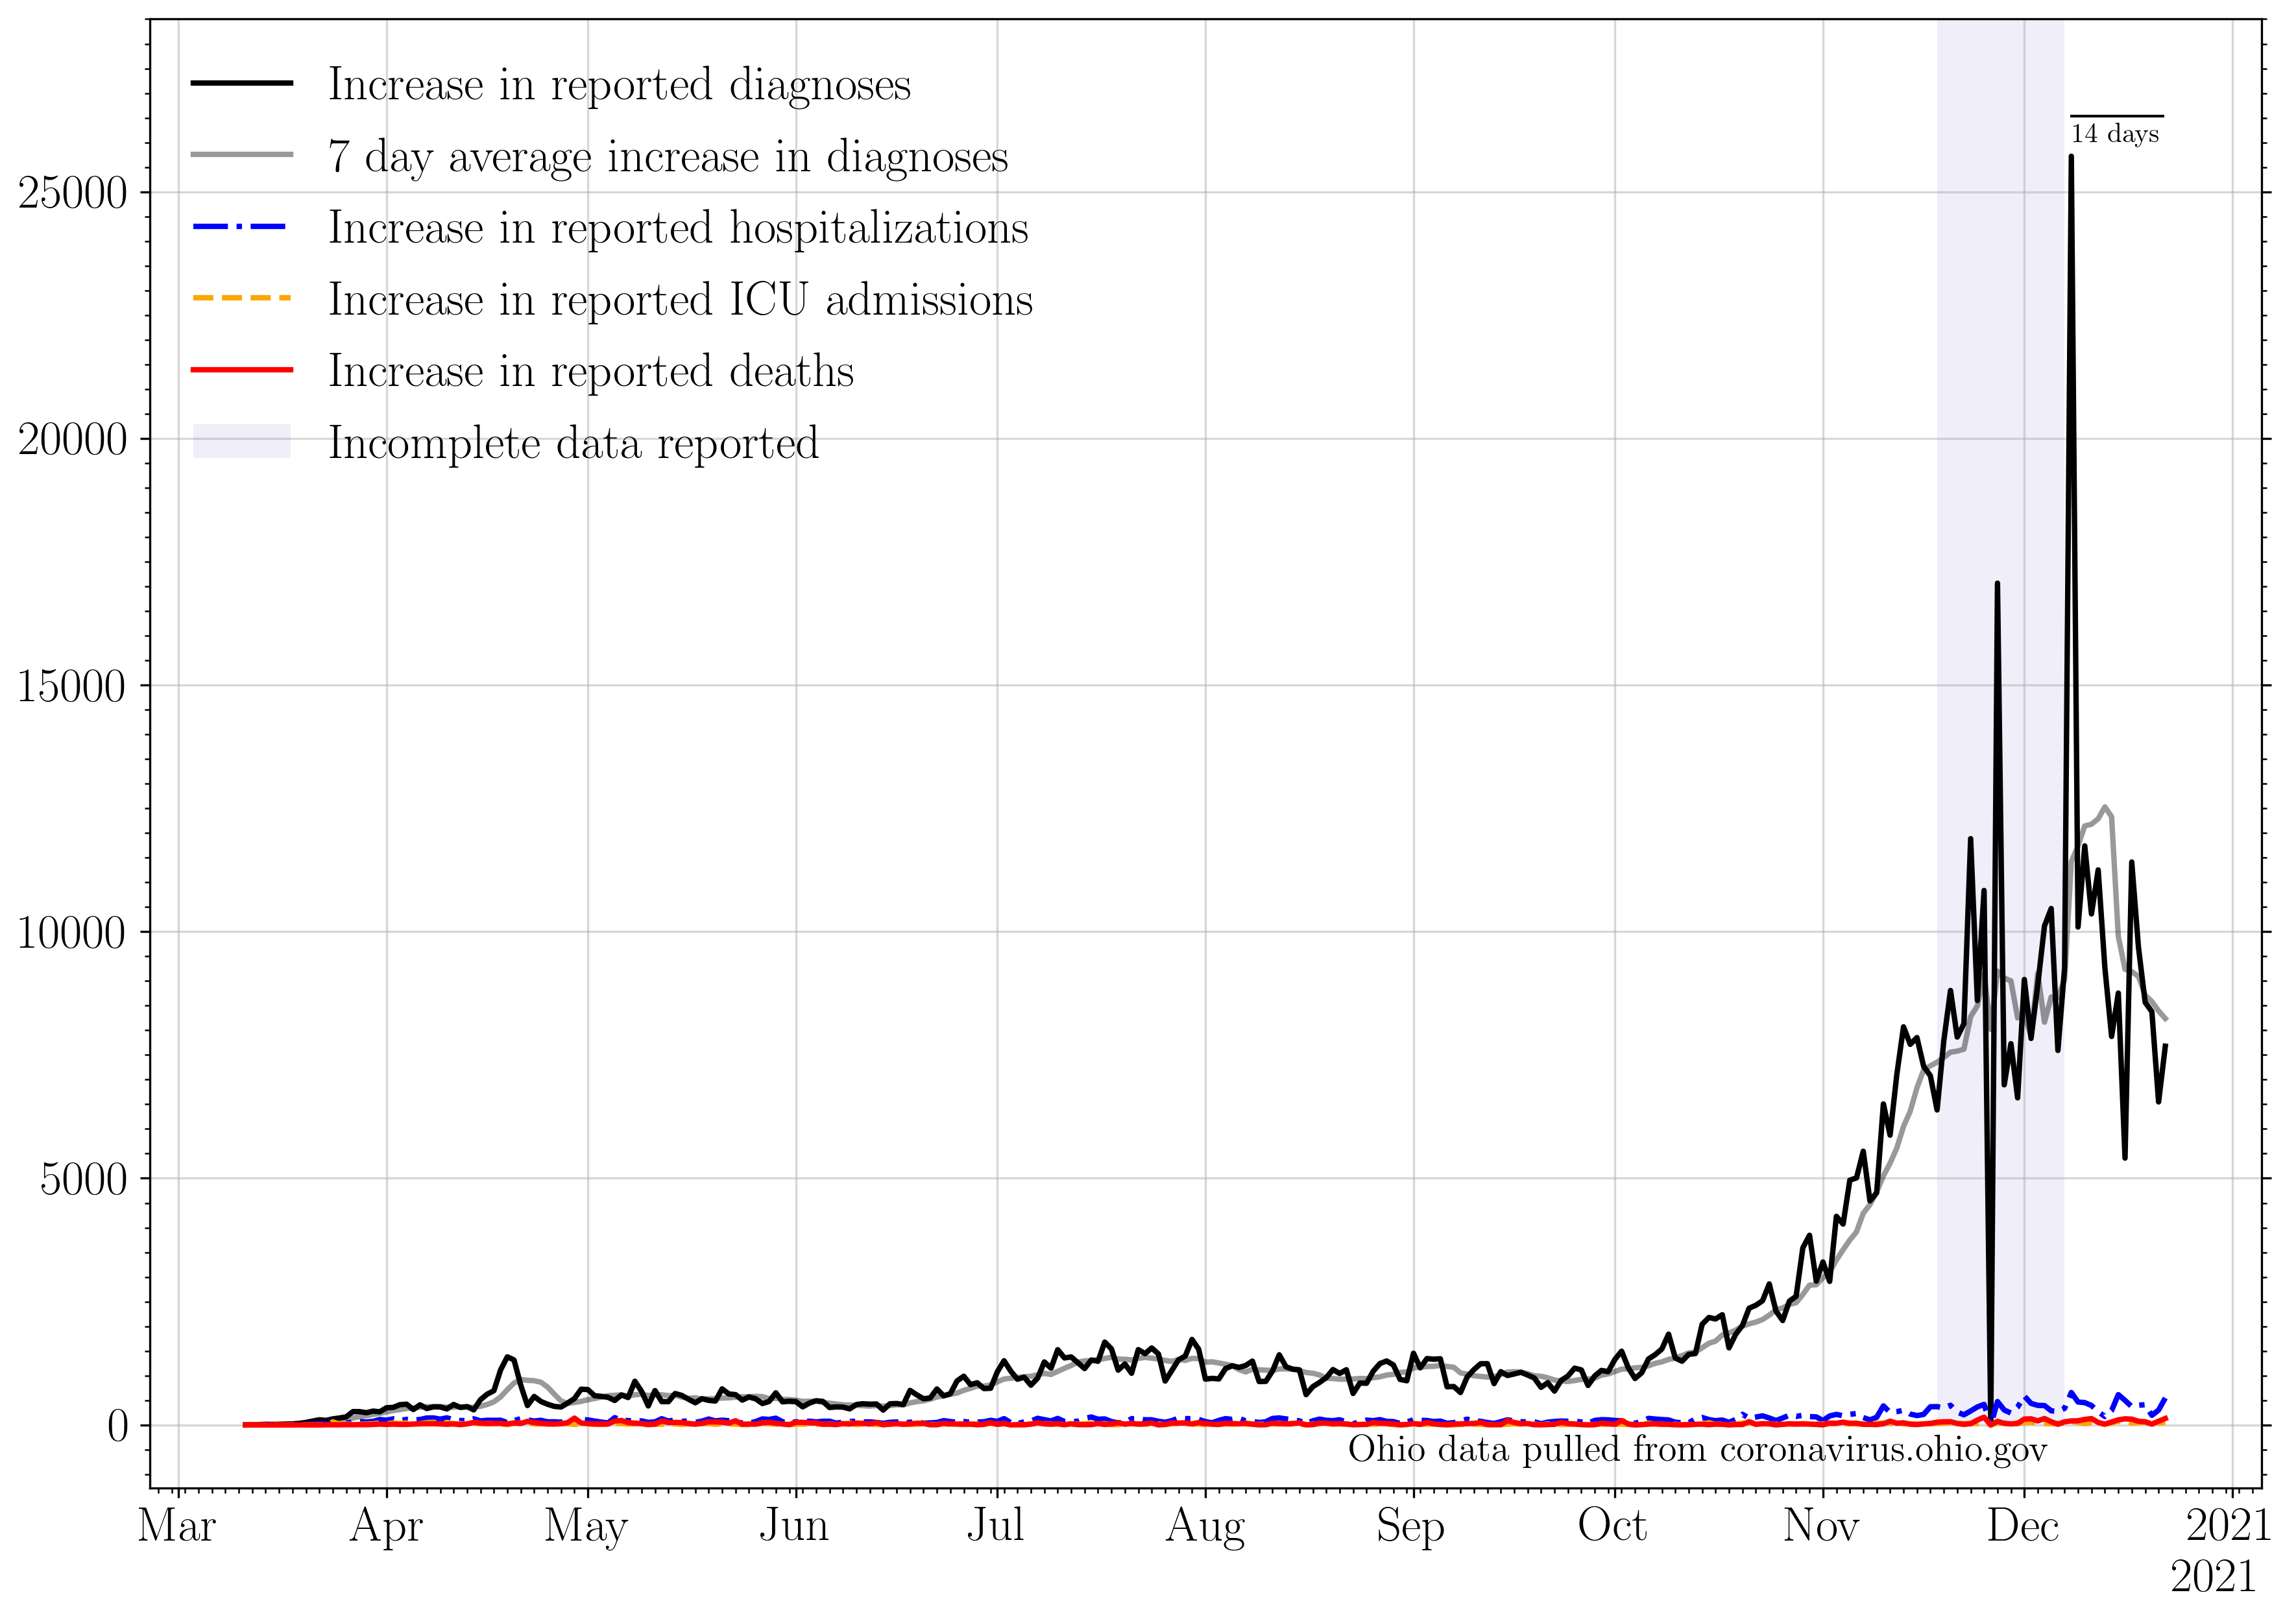 Increase in reported diagnoses
7 day average increase in diagnoses
Increase in reported hospitalizations
Increase in reported ICU admissions
Increase in reported deaths
Incomplete data reported
14 days
25000
20000
15000
10000
5000
0
Ohio data pulled from coronavirus.ohio.gov
Mar Apr May Jun Jul Aug Sep Oct Nov Dec 2021
2021